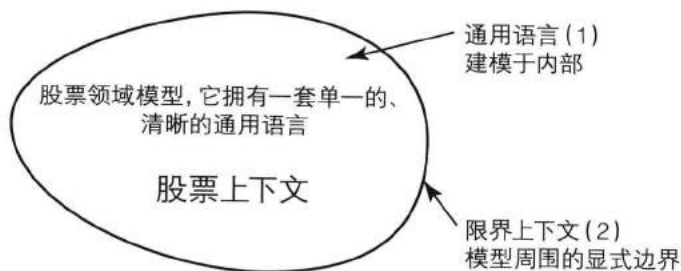 通用语言(1)
建模于内部
股票领域模型,它拥有一套单一的、
清晰的通用语言
股票上下文
限界上下文(2)
模型周围的显式边界